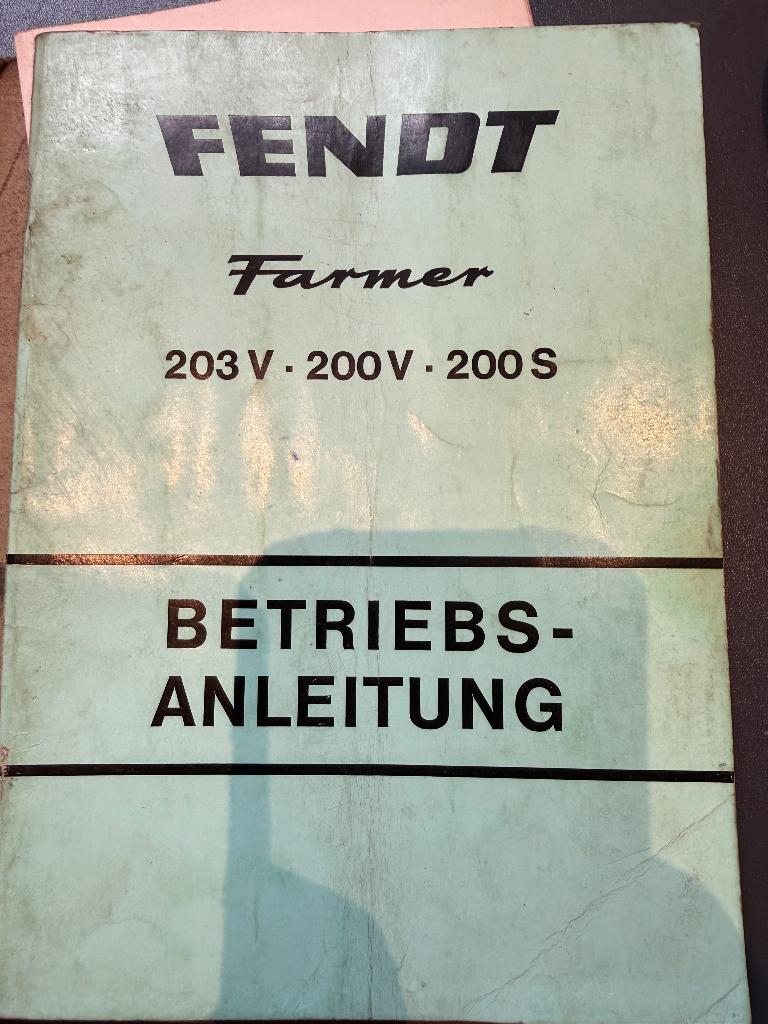 FENDT
Farmer
203 V · 200 V · 200 S
BETRIEBS-
ANLEITUNG